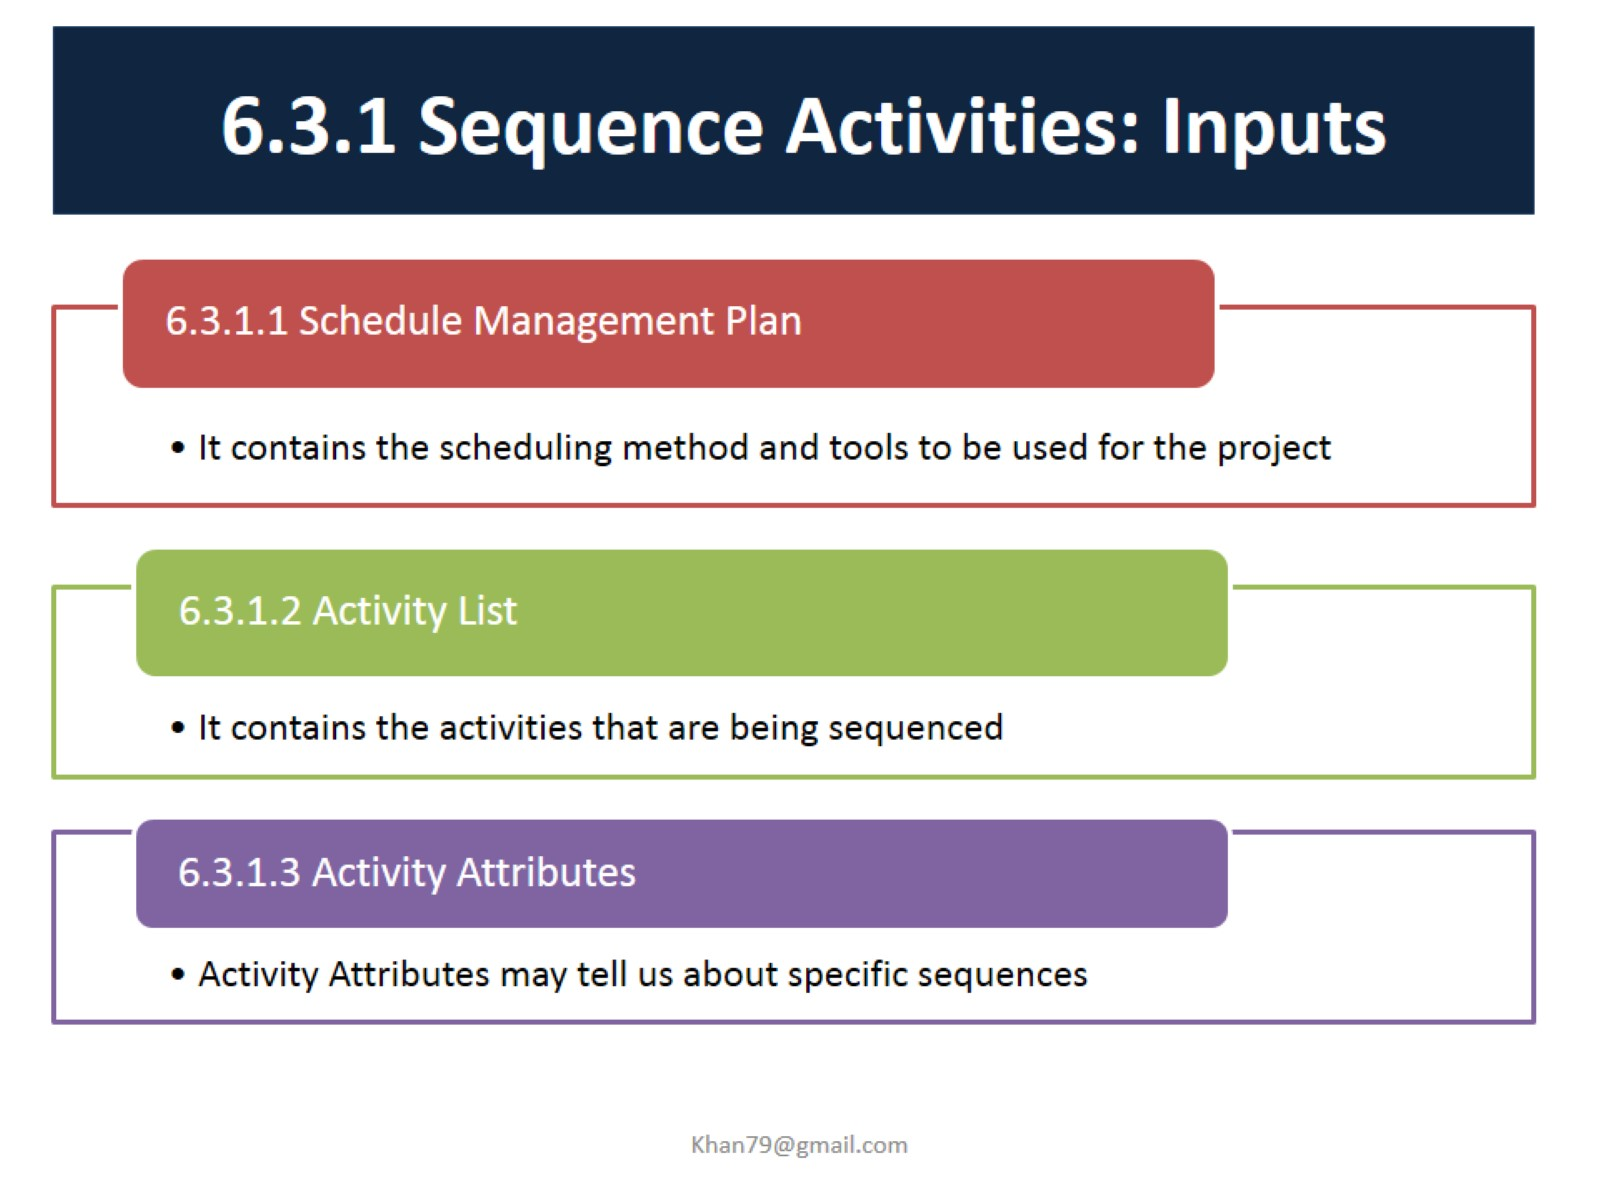 6.3.1 Sequence Activities: Inputs
6.3.1.1 Schedule Management Plan
• It contains the scheduling method and tools to be used for the project
6.3.1.2 Activity List
• It contains the activities that are being sequenced
6.3.1.3 Activity Attributes
• Activity Attributes may tell us about specific sequences
Khan79@gmail.com